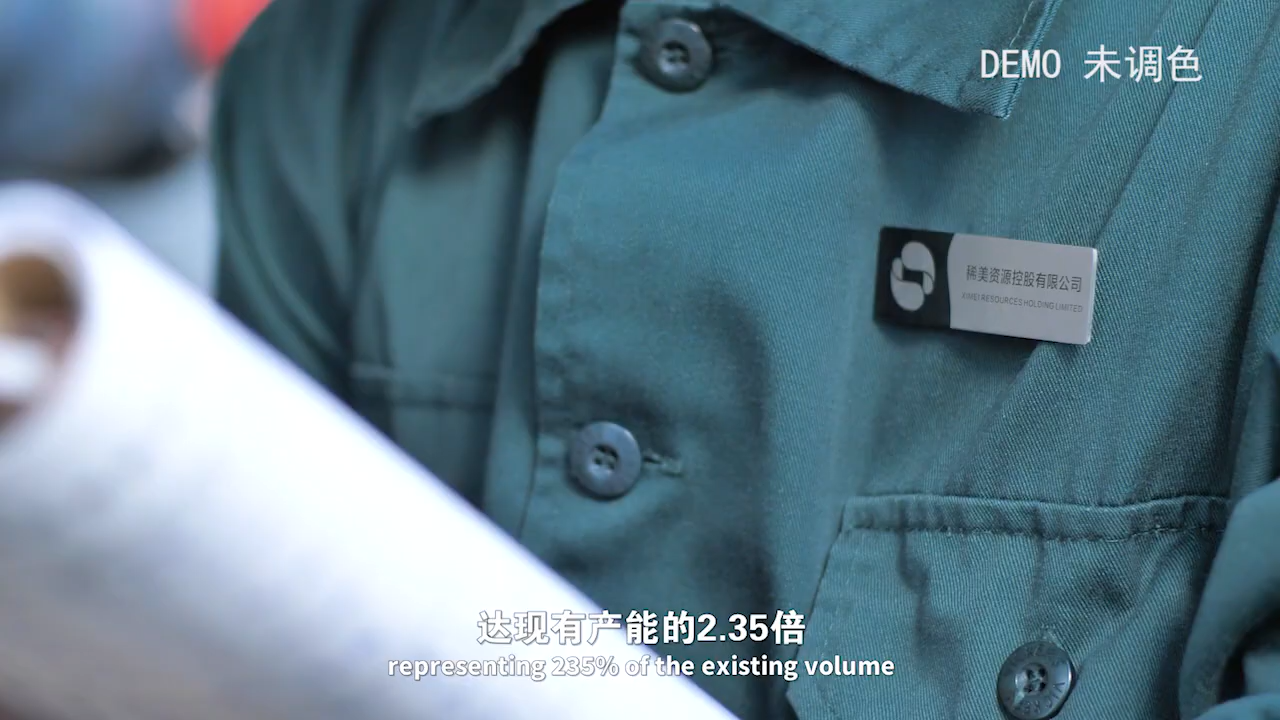 DEMO 未调色
稀美资源控股有限公司
XIMEI RESOURCES HOLDING LIMITED
达现有产能的2.35倍
representing 235% of the existing volume